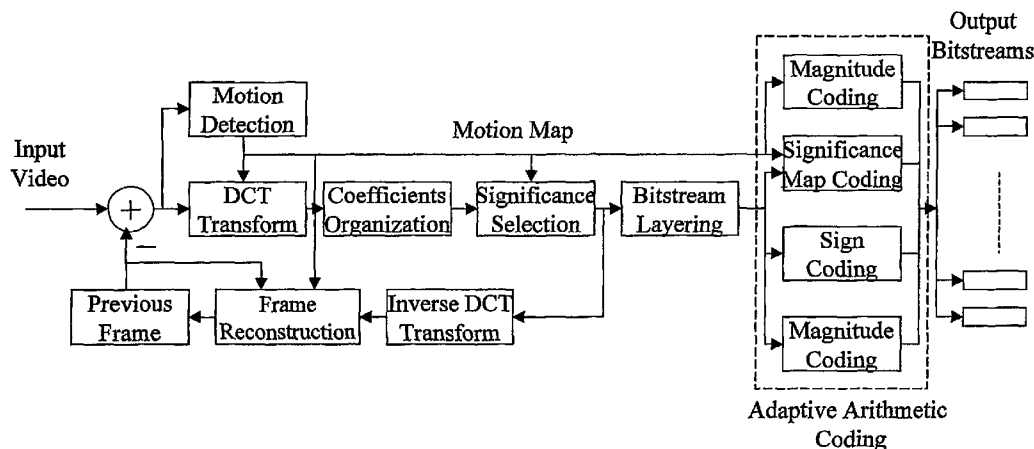 Output
Bitstreams
Magnitude
Coding
Motion
Detection
Motion Map
Input
Video
Significance
Map Coding
+
DCT
Transform
Coefficients
Organization
Significance
Selection
Bitstream
Layering
−
Sign
Coding
Previous
Frame
Frame
Reconstruction
Inverse DCT
Transform
Magnitude
Coding
Adaptive Arithmetic
Coding